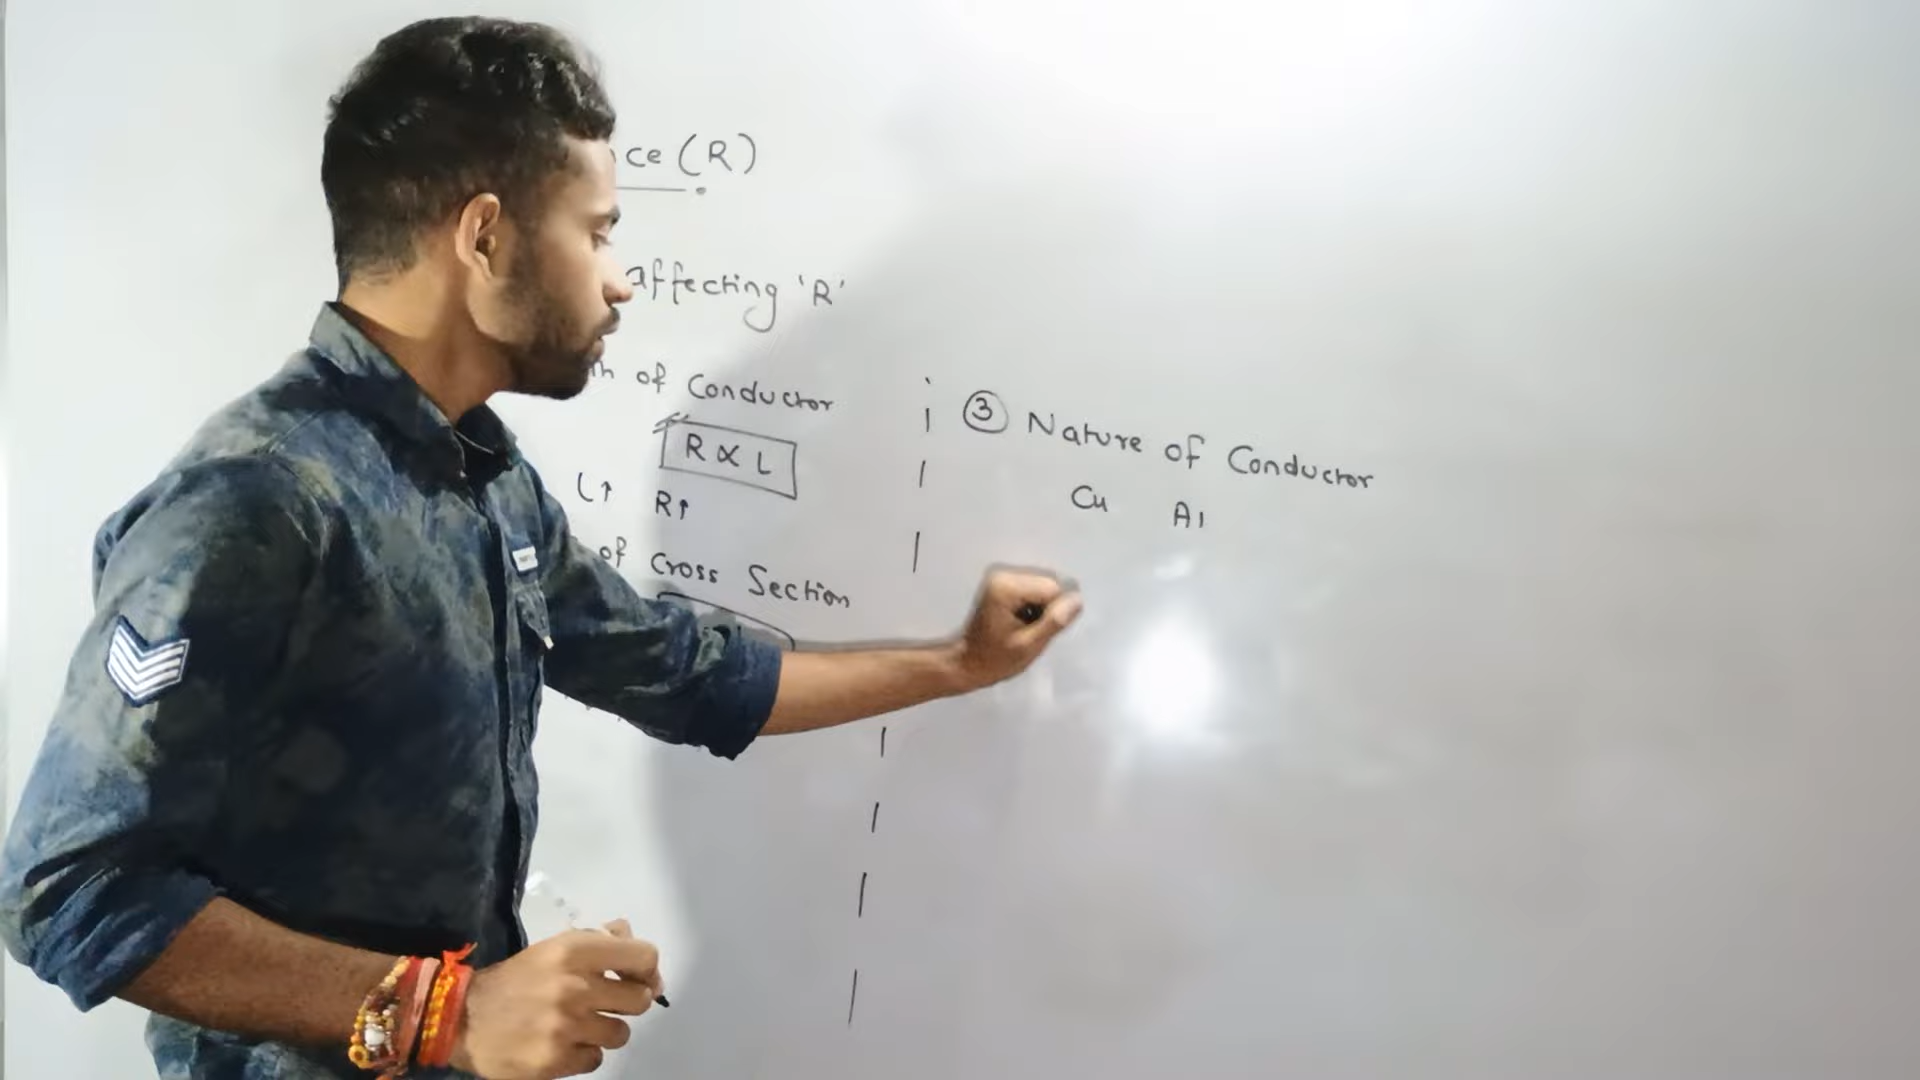 ce (R)
affecting 'R'
of Conductor
R ∝ L
L↑ R↑
of Cross Section
③ Nature of Conductor
Cu Al